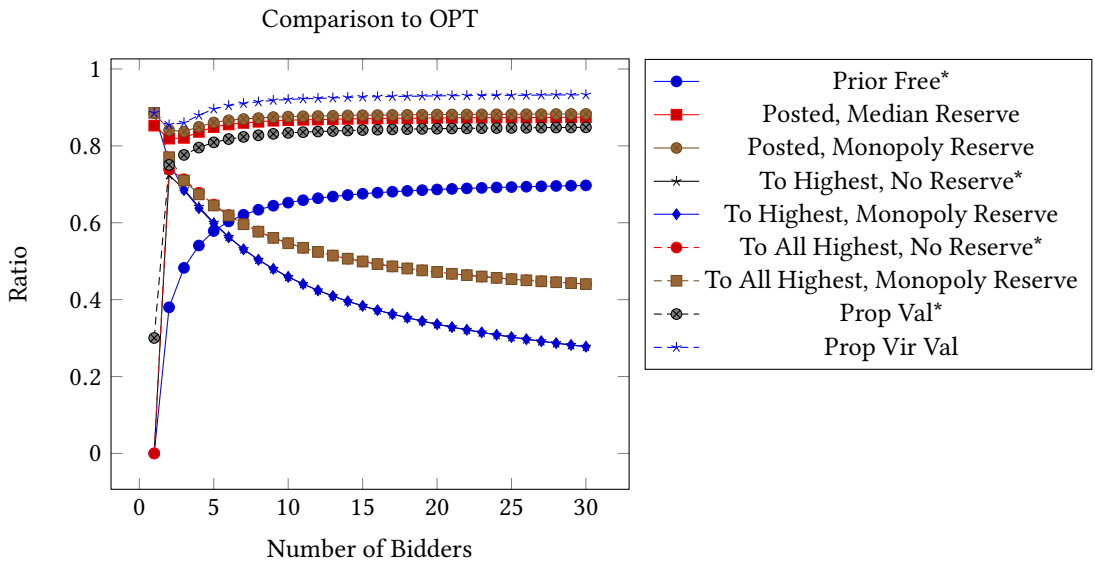 Comparison to OPT
1
0.8
0.6
0.4
0.2
0
0 5 10 15 20 25 30
Ratio
Number of Bidders
Prior Free*
Posted, Median Reserve
Posted, Monopoly Reserve
To Highest, No Reserve*
To Highest, Monopoly Reserve
To All Highest, No Reserve*
To All Highest, Monopoly Reserve
Prop Val*
Prop Vir Val